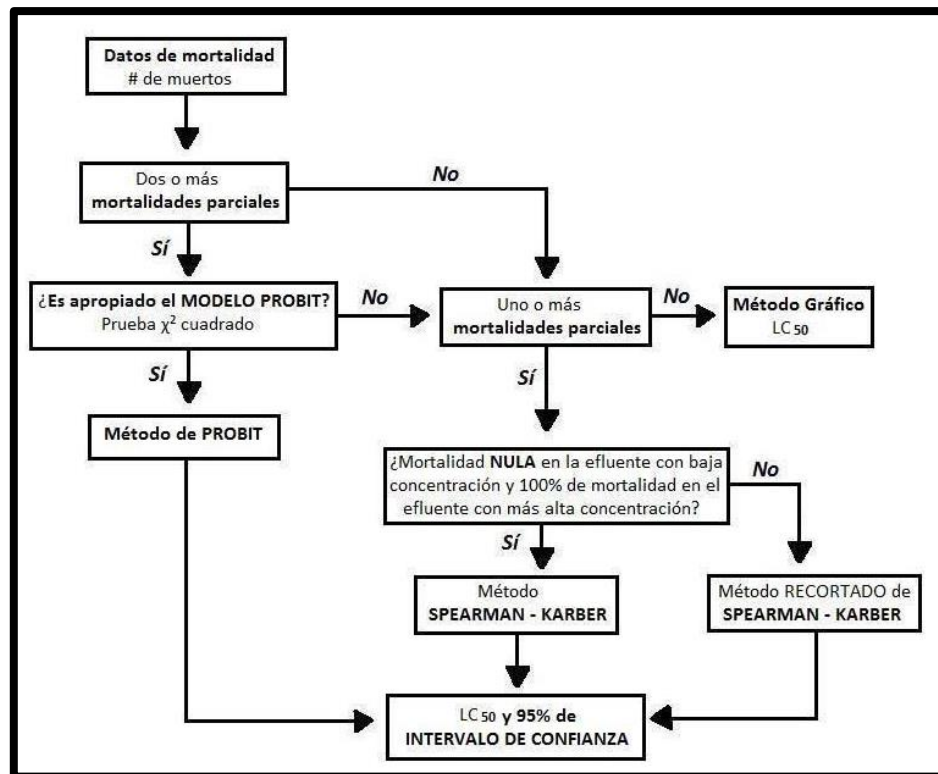 Datos de mortalidad
# de muertos
Dos o más
mortalidades parciales
No
Sí
¿Es apropiado el MODELO PROBIT?
Prueba χ² cuadrado
No
Uno o más
mortalidades parciales
No
Método Gráfico
LC 50
Sí
Sí
Método de PROBIT
¿Mortalidad NULA en la efluente con baja
concentración y 100% de mortalidad en el
efluente con más alta concentración?
No
Sí
Método
SPEARMAN - KARBER
Método RECORTADO de
SPEARMAN - KARBER
LC 50 y 95% de
INTERVALO DE CONFIANZA